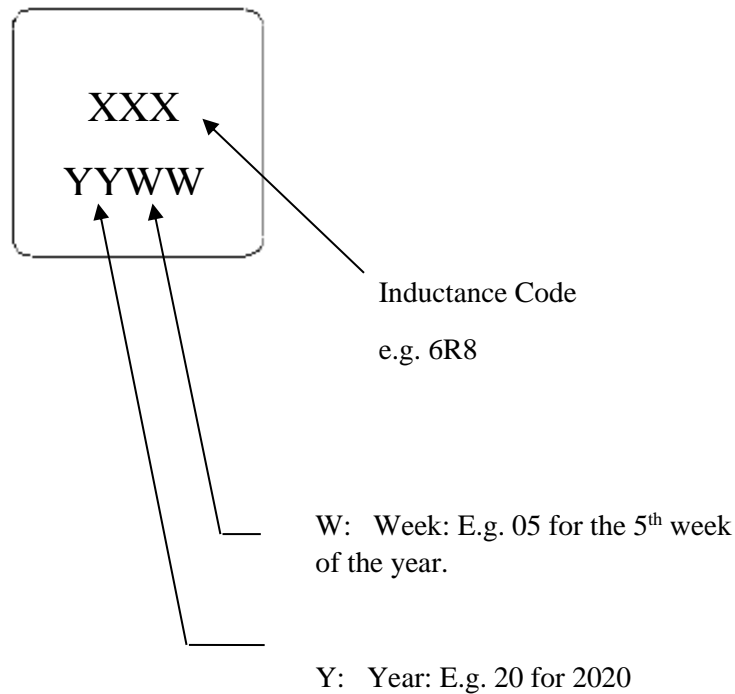 XXX
YYWW
Inductance Code
e.g. 6R8
W: Week: E.g. 05 for the 5th week
of the year.
Y: Year: E.g. 20 for 2020